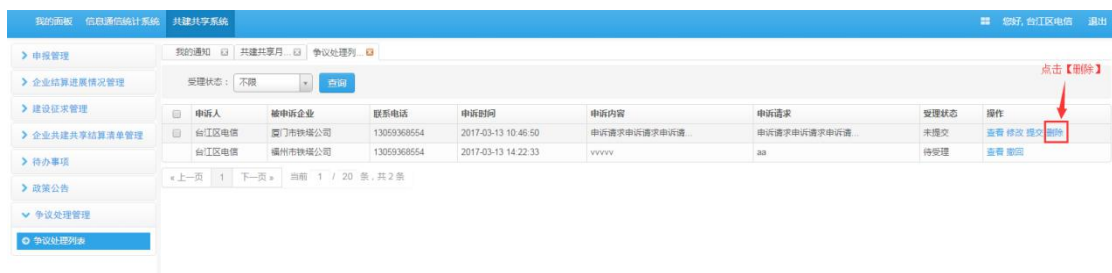 我的面板 信息通信统计系统 共建共享系统 您好, 台江区电信 退出
申报管理
企业结算进展情况管理
建设征求管理
企业共建共享结算清单管理
待办事项
政策公告
争议处理管理
争议处理列表
我的通知 共建共享月... 争议处理列...
点击【删除】
受理状态: 不限 查询
申诉人 被申诉企业 联系电话 申诉时间 申诉内容 申诉请求 受理状态 操作
台江区电信 厦门市铁塔公司 13059368554 2017-03-13 10:46:50 申诉请求申诉请求申诉请... 申诉请求申诉请求申诉请... 未提交 查看 修改 提交 删除
台江区电信 福州市铁塔公司 13059368554 2017-03-13 14:22:33 vvvvv aa 待受理 查看 撤回
« 上一页 1 下一页 » 当前 1 / 20 条 , 共 2 条